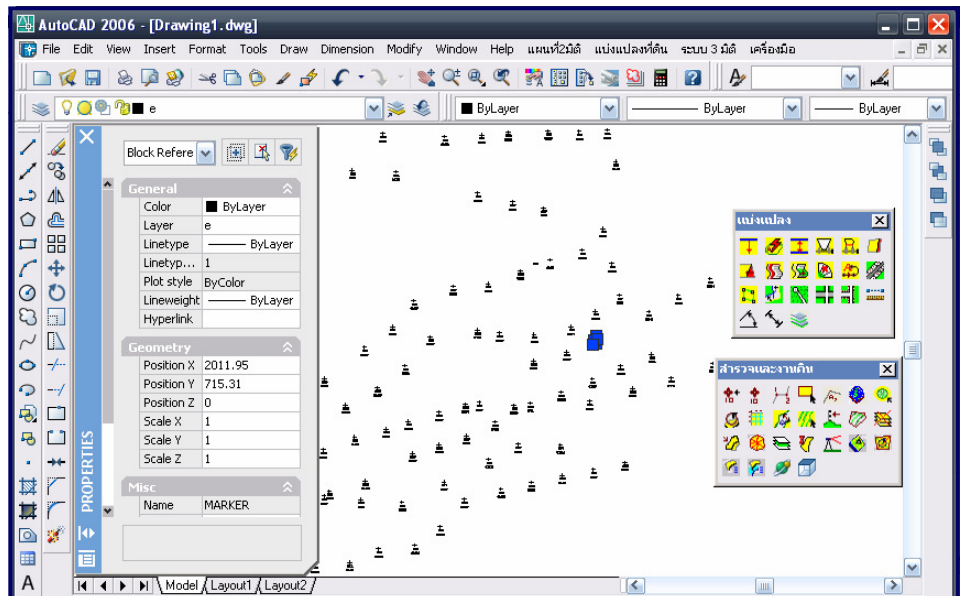 AutoCAD 2006 - [Drawing1.dwg]
File Edit View Insert Format Tools Draw Dimension Modify Window Help แผนที่2มิติ แบ่งแปลงที่ดิน ระบบ 3 มิติ เครื่องมือ
e ByLayer ByLayer ByLayer
Block Refere
General
Color ByLayer
Layer e
Linetype ByLayer
Linetyp... 1
Plot style ByColor
Lineweight ByLayer
Hyperlink
Geometry
Position X 2011.95
Position Y 715.31
Position Z 0
Scale X 1
Scale Y 1
Scale Z 1
Misc
Name MARKER
PROPERTIES
แบ่งแปลง
สำรวจและงานดิน
A
Model Layout1 Layout2